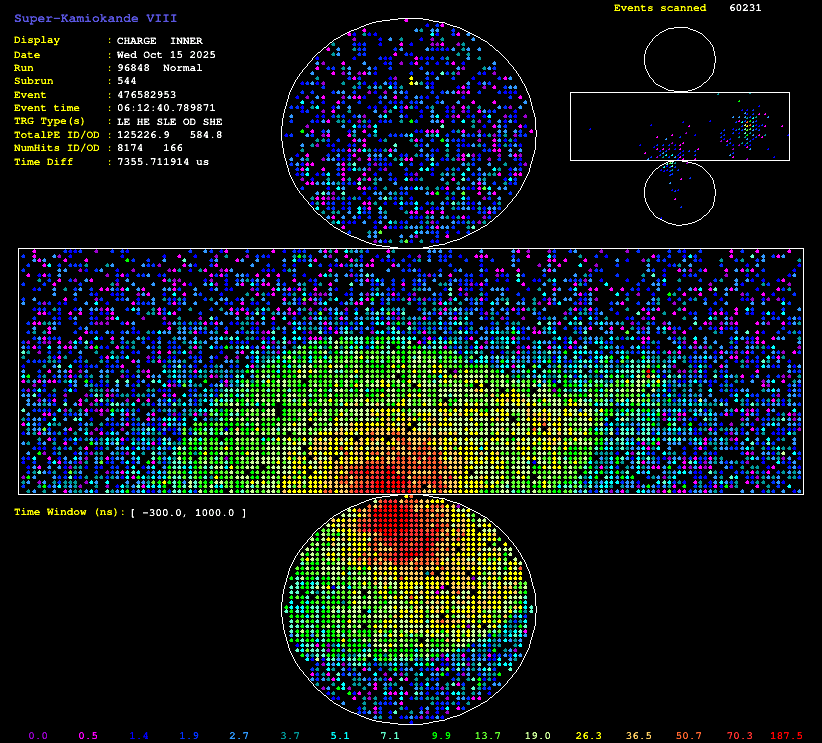 Super-Kamiokande VIII
Events scanned 60231
Display : CHARGE INNER
Date : Wed Oct 15 2025
Run : 96848 Normal
Subrun : 544
Event : 476582953
Event time : 06:12:40.789871
TRG Type(s) : LE HE SLE OD SHE
TotalPE ID/OD : 125226.9 584.8
NumHits ID/OD : 8174 166
Time Diff : 7355.711914 us
Time Window (ns): [ -300.0, 1000.0 ]
0.0 0.5 1.4 1.9 2.7 3.7 5.1 7.1 9.9 13.7 19.0 26.3 36.5 50.7 70.3 187.5